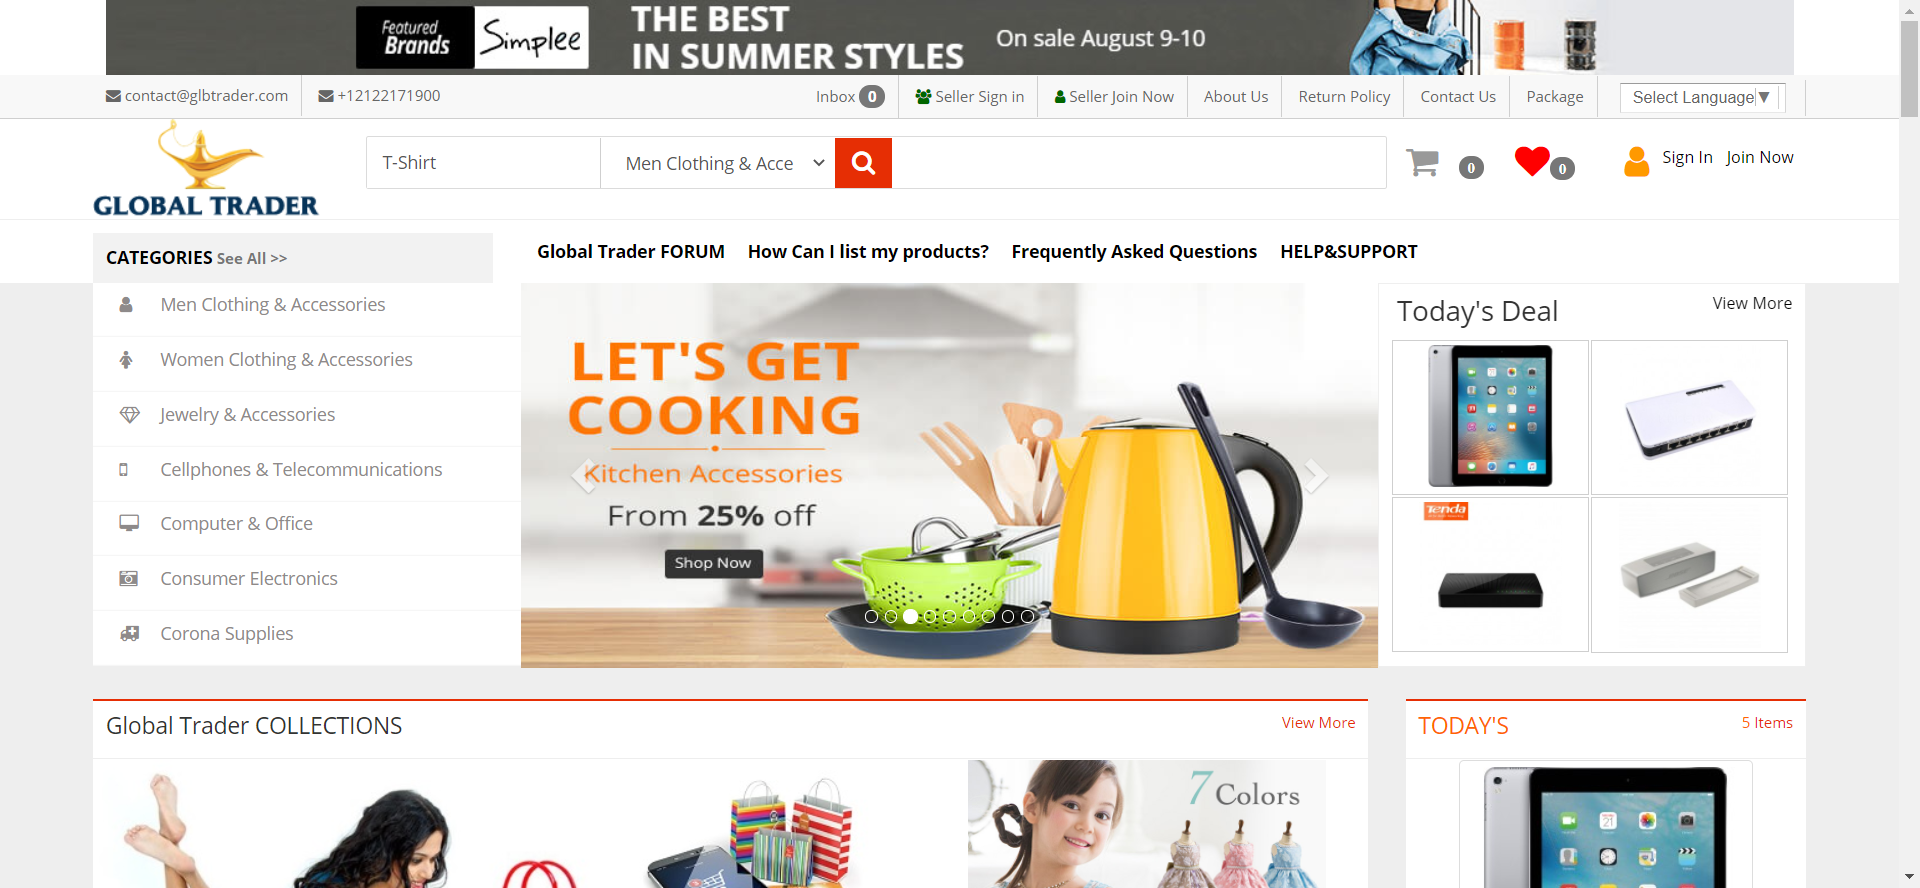 Featured
Brands
Simplee
THE BEST
IN SUMMER STYLES
On sale August 9-10
contact@glbtrader.com
+12122171900
Inbox 0
Seller Sign in
Seller Join Now
About Us
Return Policy
Contact Us
Package
Select Language▼
GLOBAL TRADER
T-Shirt
Men Clothing & Acce
0
0
Sign In
Join Now
CATEGORIES See All >>
Global Trader FORUM
How Can I list my products?
Frequently Asked Questions
HELP&SUPPORT
Men Clothing & Accessories
Women Clothing & Accessories
Jewelry & Accessories
Cellphones & Telecommunications
Computer & Office
Consumer Electronics
Corona Supplies
LET'S GET
COOKING
Kitchen Accessories
From 25% off
Shop Now
Today's Deal
View More
Tenda
Global Trader COLLECTIONS
View More
TODAY'S
5 Items
7 Colors